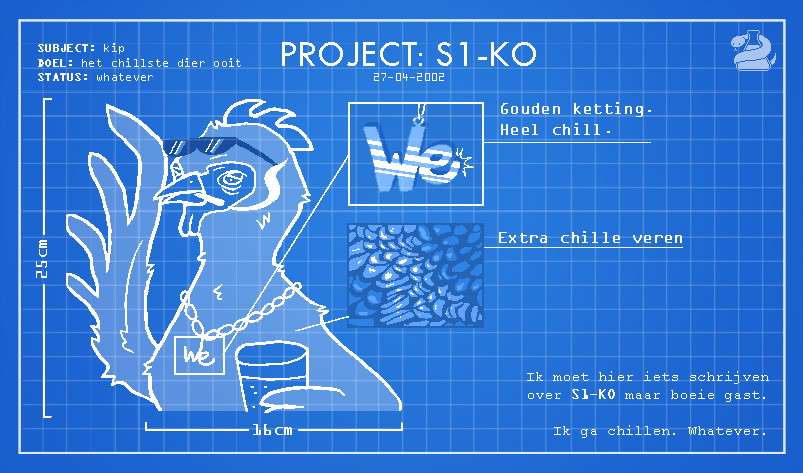 SUBJECT: kip
DOEL: het chillste dier ooit
STATUS: whatever
PROJECT: S1-KO
27-04-2002
Gouden ketting.
Heel chill.
We
Extra chille veren
25cm
We
16cm
Ik moet hier iets schrijven
over S1-KO maar boeie gast.
Ik ga chillen. Whatever.